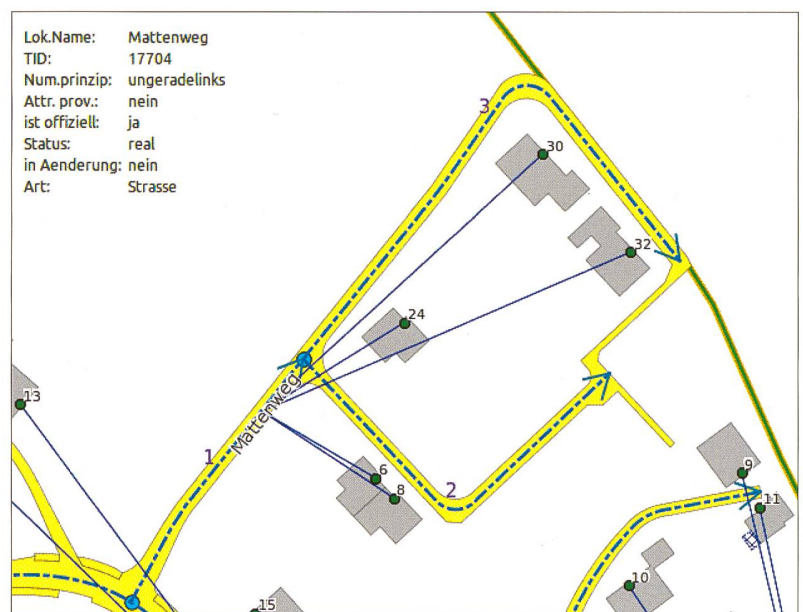 Lok.Name: Mattenweg
TID: 17704
Num.prinzip: ungeradelinks
Attr. prov.: nein
ist offiziell: ja
Status: real
in Aenderung: nein
Art: Strasse
3
30
32
24
13
Mattenweg
1
6
8
2
9
11
10
15